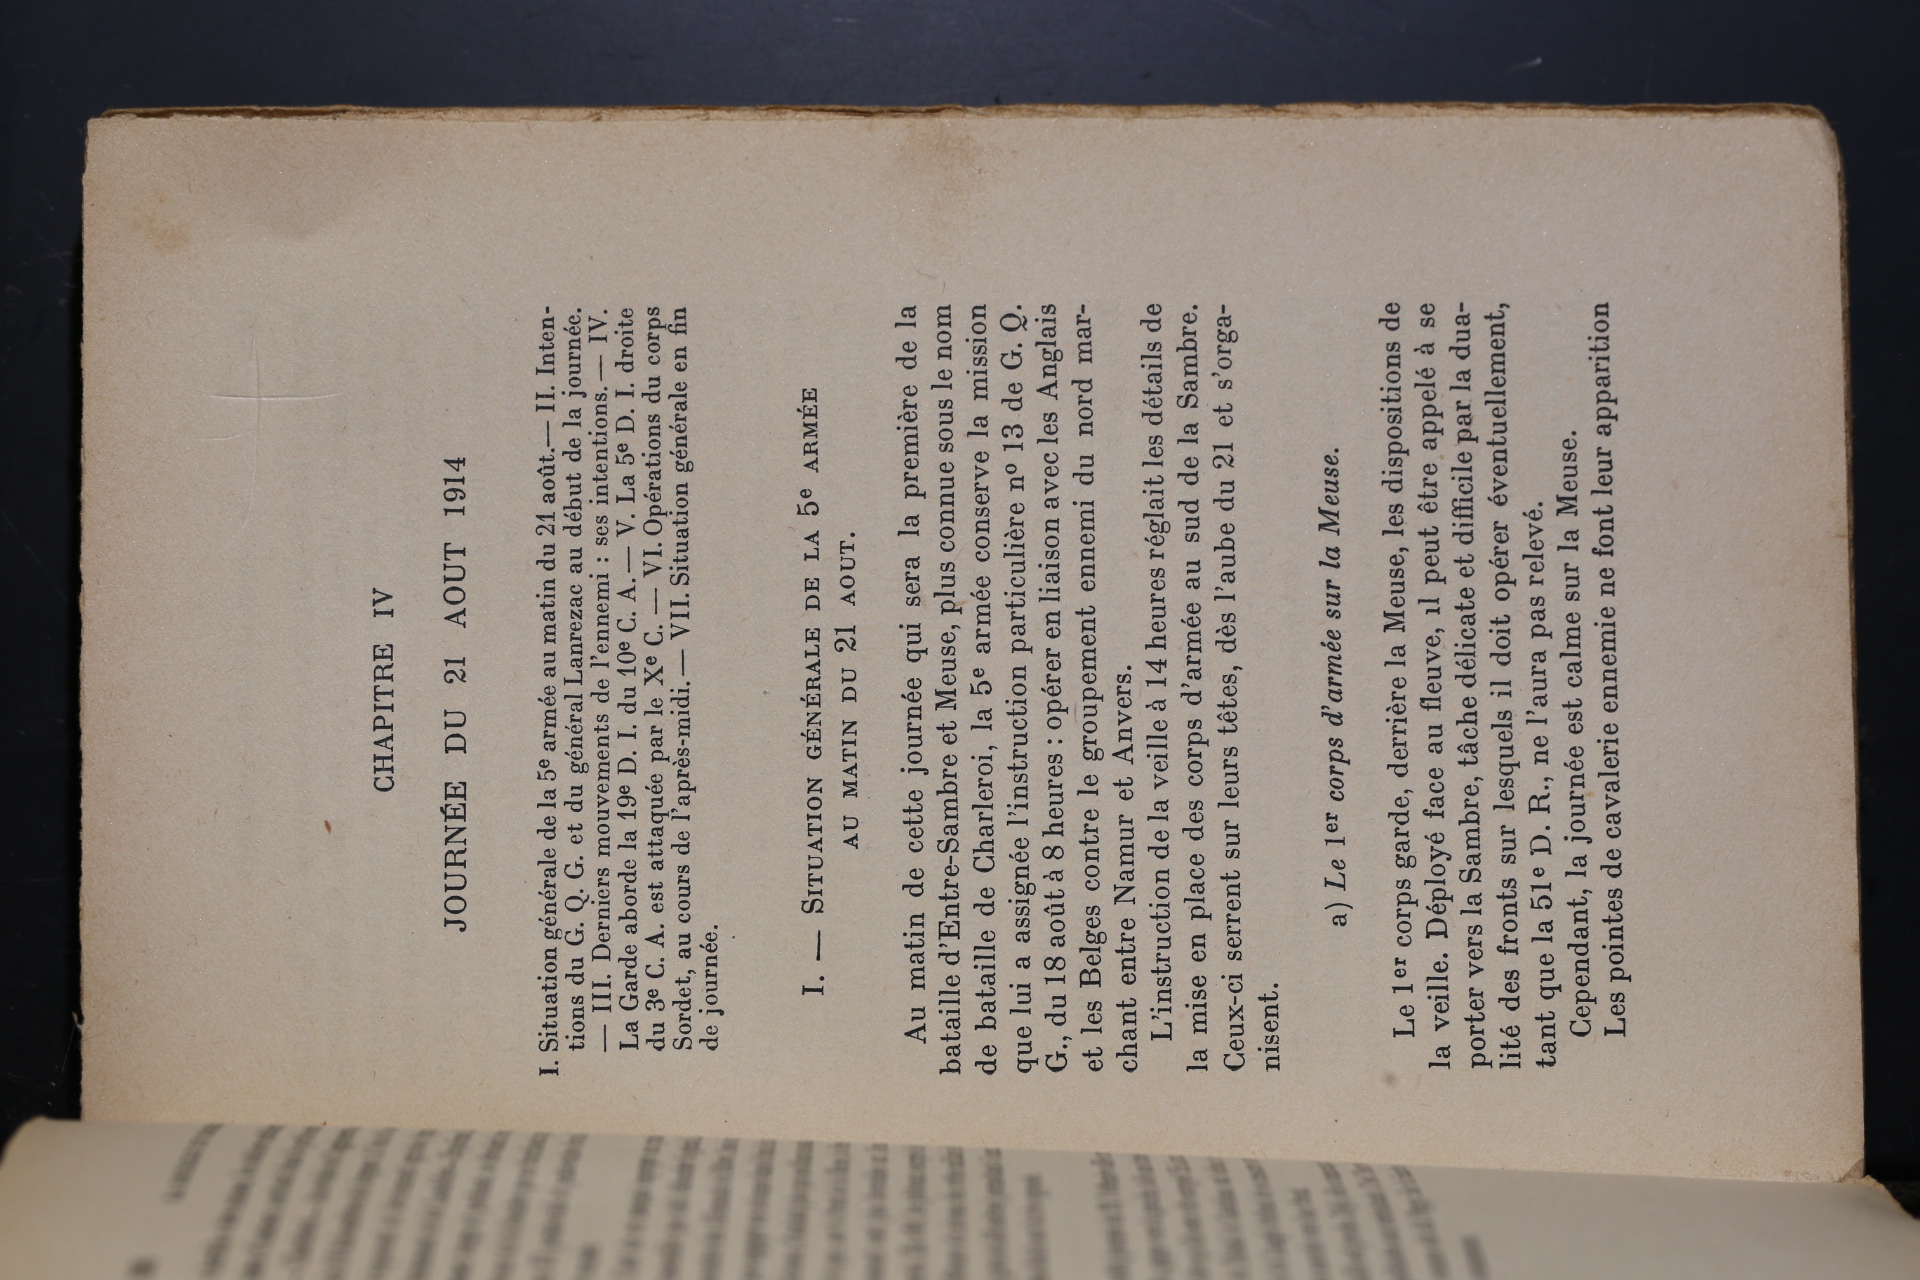 CHAPITRE IV
JOURNÉE DU 21 AOUT 1914
I. Situation générale de la 5e armée au matin du 21 août.— II. Inten-
tions du G. Q. G. et du général Lanrezac au début de la journée.
— III. Derniers mouvements de l'ennemi : ses intentions.— IV.
La Garde aborde la 19e D. I. du 10e C. A.— V. La 5e D. I. droite
du 3e C. A. est attaquée par le Xe C. — VI. Opérations du corps
Sordet, au cours de l'après-midi.— VII. Situation générale en fin
de journée.
I. — SITUATION GÉNÉRALE DE LA 5e ARMÉE
AU MATIN DU 21 AOUT.
Au matin de cette journée qui sera la première de la
bataille d'Entre-Sambre et Meuse, plus connue sous le nom
de bataille de Charleroi, la 5e armée conserve la mission
que lui a assignée l'instruction particulière no 13 de G. Q.
G., du 18 août à 8 heures : opérer en liaison avec les Anglais
et les Belges contre le groupement ennemi du nord mar-
chant entre Namur et Anvers.
L'instruction de la veille à 14 heures réglait les détails de
la mise en place des corps d'armée au sud de la Sambre.
Ceux-ci serrent sur leurs têtes, dès l'aube du 21 et s'orga-
nisent.
a) Le 1er corps d'armée sur la Meuse.
Le 1er corps garde, derrière la Meuse, les dispositions de
la veille. Déployé face au fleuve, il peut être appelé à se
porter vers la Sambre, tâche délicate et difficile par la dua-
lité des fronts sur lesquels il doit opérer éventuellement,
tant que la 51e D. R., ne l'aura pas relevé.
Cependant, la journée est calme sur la Meuse.
Les pointes de cavalerie ennemie ne font leur apparition